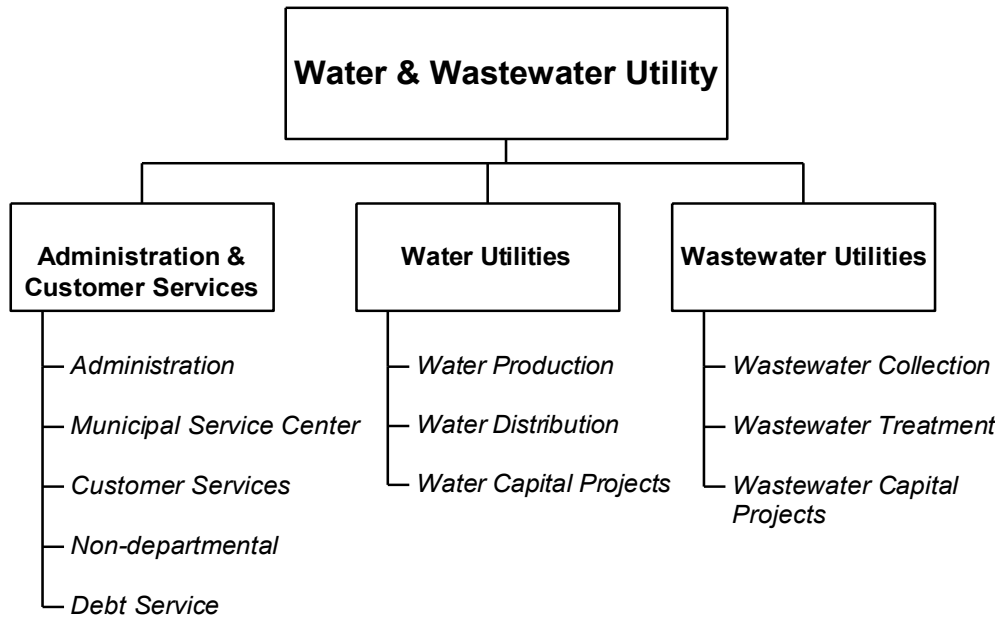 Water & Wastewater Utility
Administration &
Customer Services
Water Utilities
Wastewater Utilities
Administration
Municipal Service Center
Customer Services
Non-departmental
Debt Service
Water Production
Water Distribution
Water Capital Projects
Wastewater Collection
Wastewater Treatment
Wastewater Capital
Projects